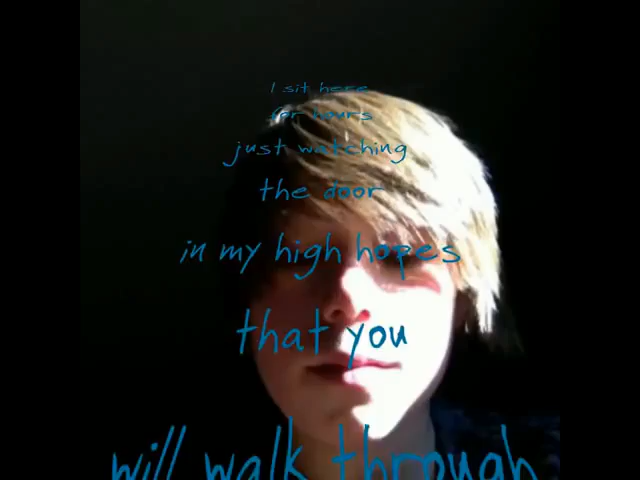 I sit here
for hours
just watching
the door
in my high hopes
that you
will walk through